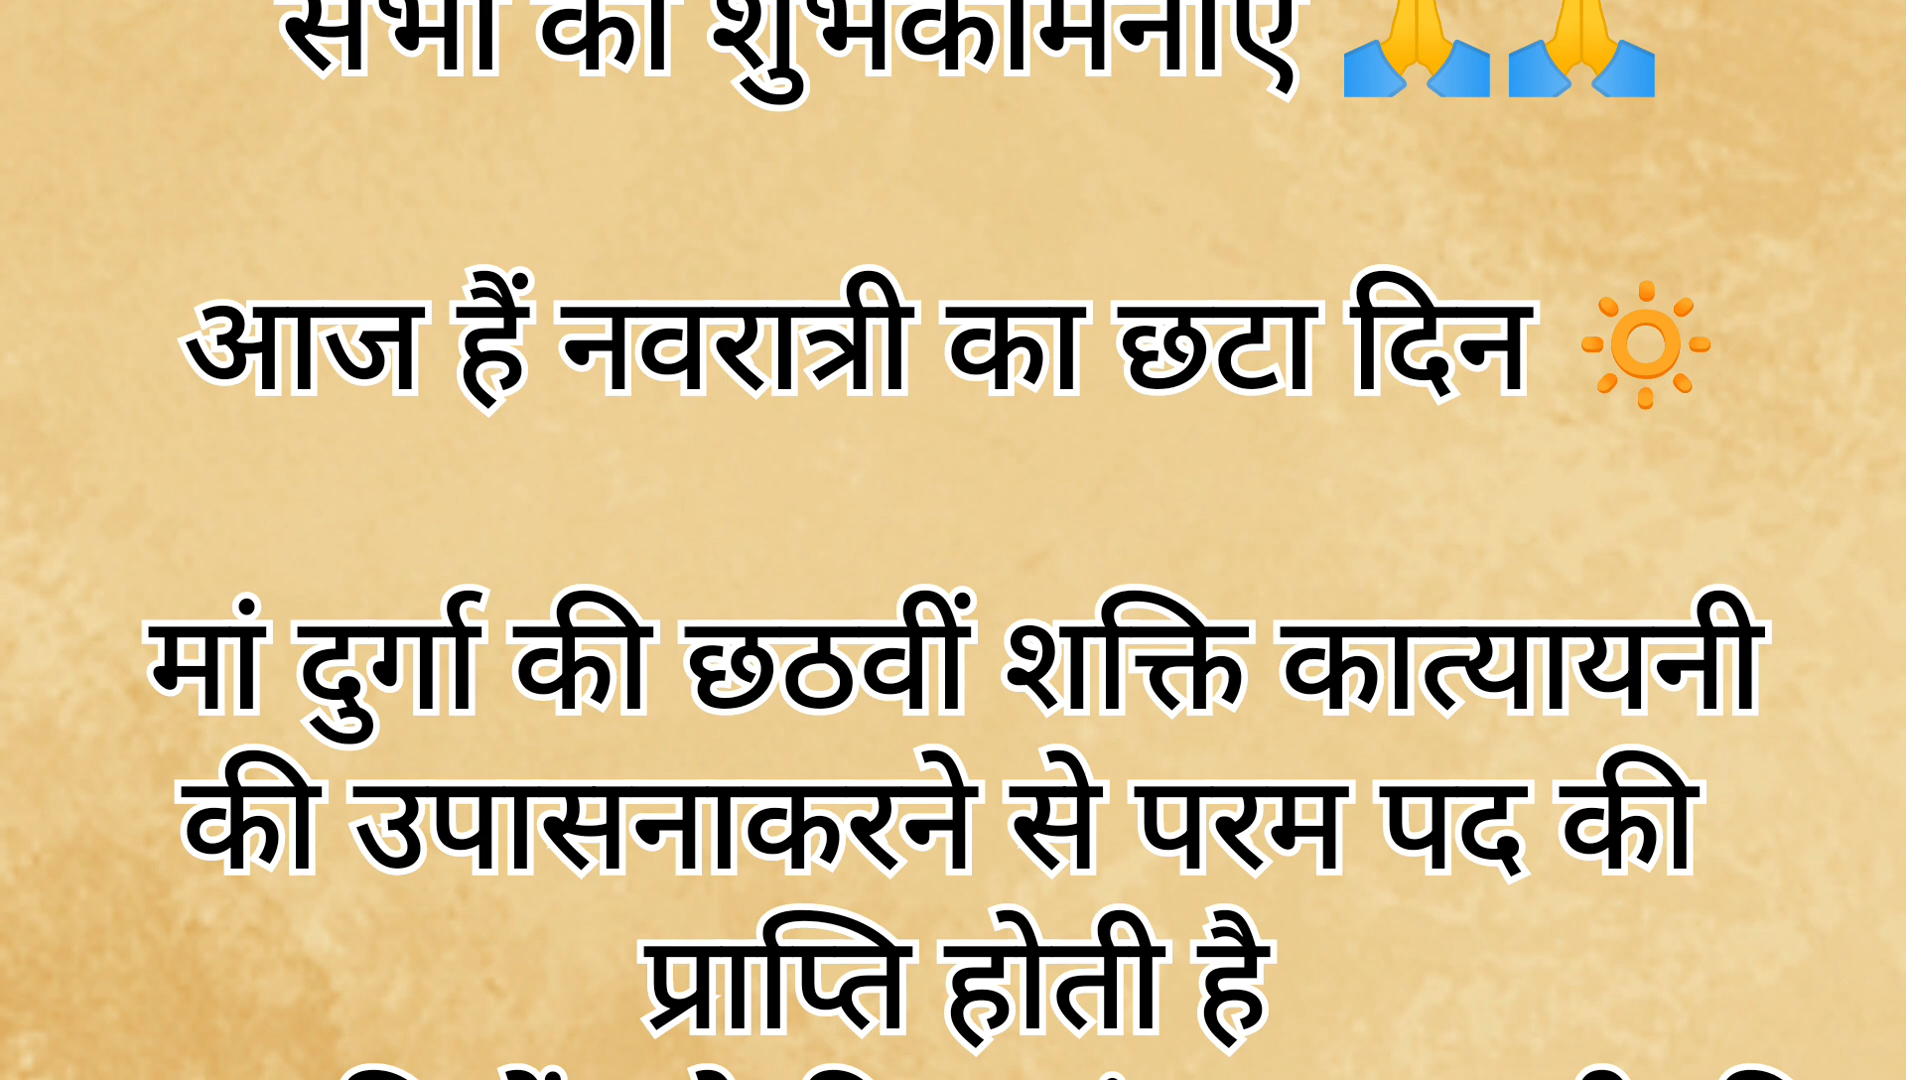 सभी को शुभकामनाएं 🙏🙏
आज हैं नवरात्री का छटा दिन 🔆
मां दुर्गा की छठवीं शक्ति कात्यायनी
की उपासनाकरने से परम पद की
प्राप्ति होती है